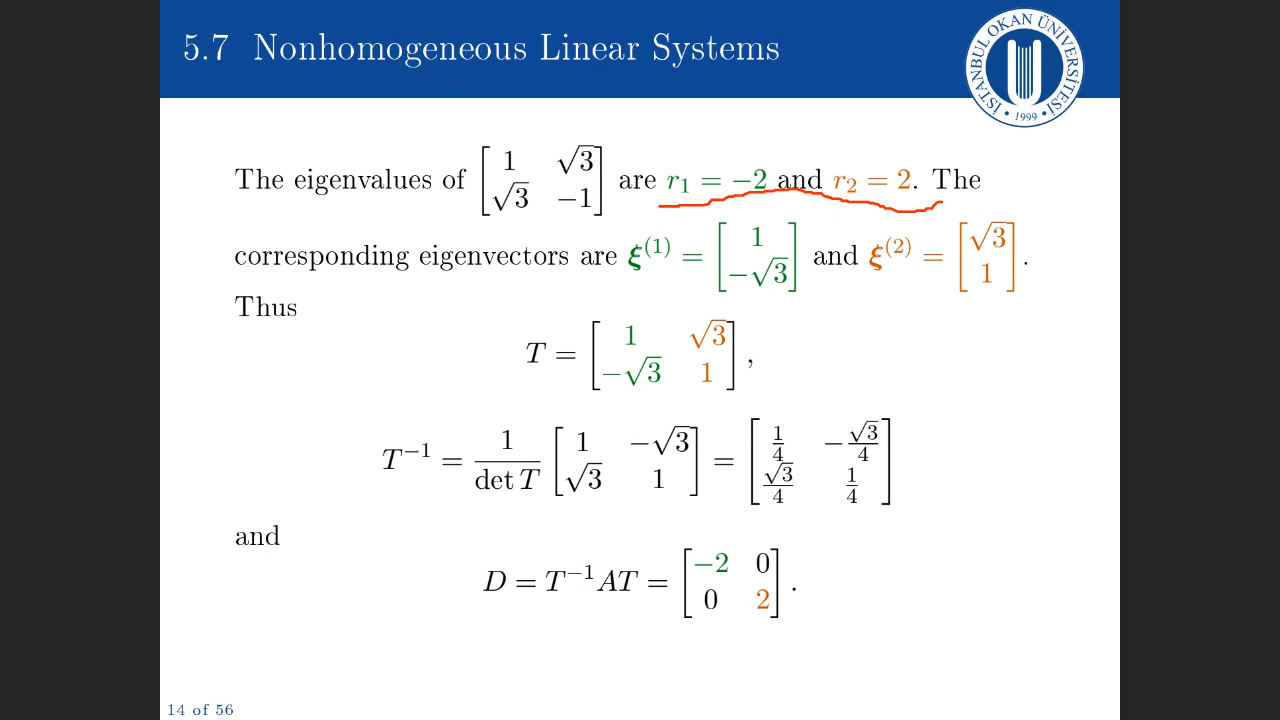 5.7 Nonhomogeneous Linear Systems
İSTANBUL OKAN ÜNİVERSİTESİ
• 1999 •
The eigenvalues of [1 √3; √3 −1] are r₁ = −2 and r₂ = 2. The
corresponding eigenvectors are ξ⁽¹⁾ = [1; −√3] and ξ⁽²⁾ = [√3; 1].
Thus
T = [1 √3; −√3 1],
T⁻¹ = 1/det T [1 −√3; √3 1] = [1/4 −√3/4; √3/4 1/4]
and
D = T⁻¹AT = [−2 0; 0 2].
14 of 56